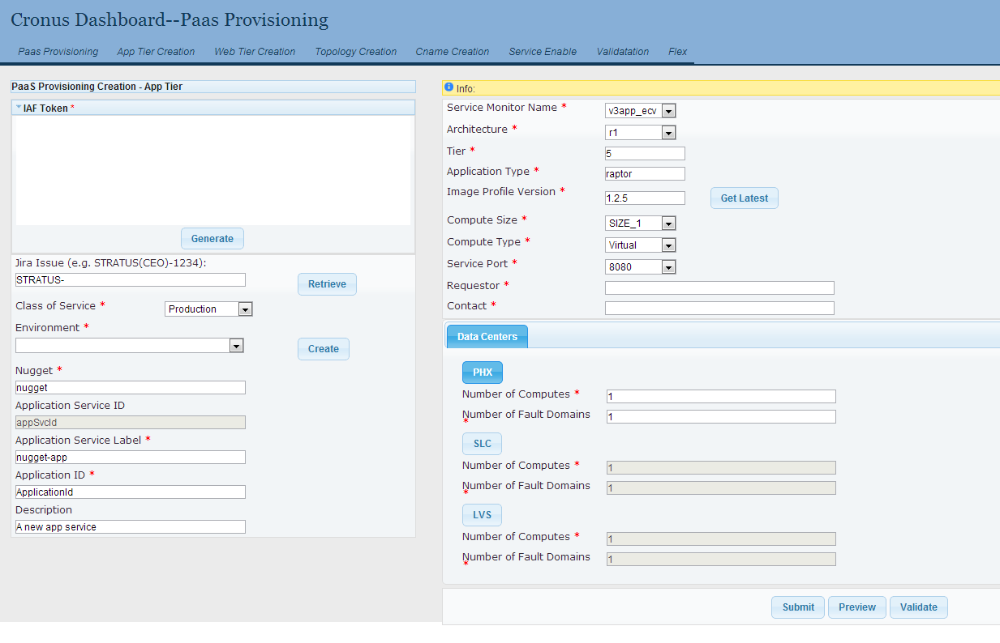 Cronus Dashboard--Paas Provisioning
Paas Provisioning App Tier Creation Web Tier Creation Topology Creation Cname Creation Service Enable Validatation Flex
PaaS Provisioning Creation - App Tier
IAF Token *
Generate
Jira Issue (e.g. STRATUS(CEO)-1234):
STRATUS-
Retrieve
Class of Service * Production
Environment *
Create
Nugget *
nugget
Application Service ID
appSvcId
Application Service Label *
nugget-app
Application ID *
ApplicationId
Description
A new app service
Info:
Service Monitor Name * v3app_ecv
Architecture * r1
Tier * 5
Application Type * raptor
Image Profile Version * 1.2.5 Get Latest
Compute Size * SIZE_1
Compute Type * Virtual
Service Port * 8080
Requestor *
Contact *
Data Centers
PHX
Number of Computes * 1
Number of Fault Domains * 1
SLC
Number of Computes * 1
Number of Fault Domains * 1
LVS
Number of Computes * 1
Number of Fault Domains * 1
Submit Preview Validate